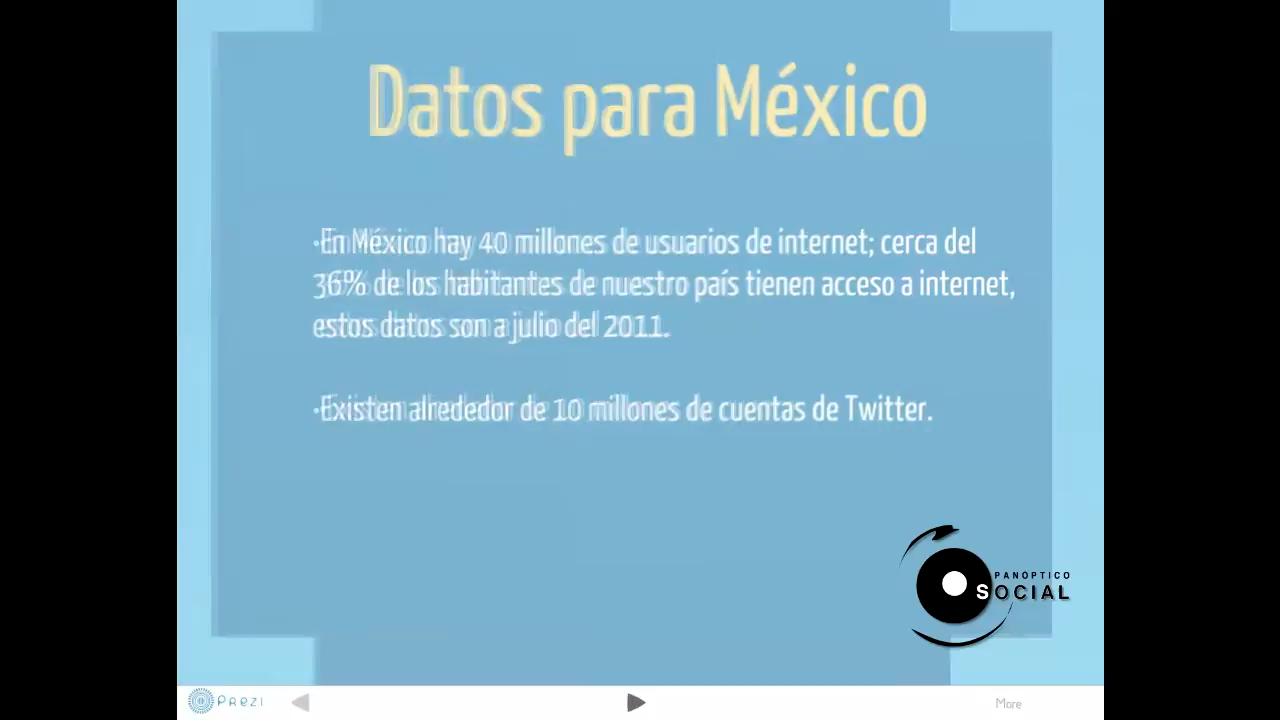 Datos para México
·En México hay 40 millones de usuarios de internet; cerca del
36% de los habitantes de nuestro país tienen acceso a internet,
estos datos son a julio del 2011.
·Existen alrededor de 10 millones de cuentas de Twitter.
PANÓPTICO
SOCIAL
PREZI
More